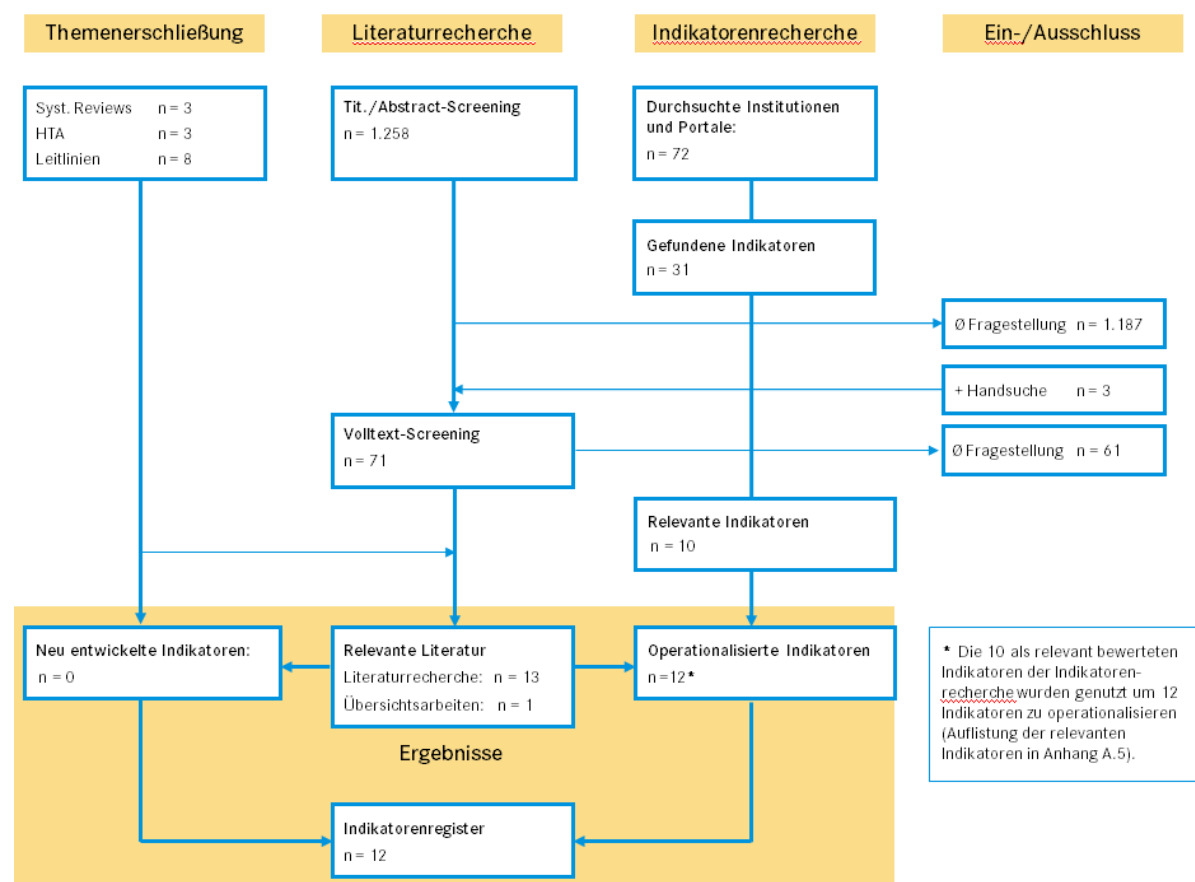 Themenerschließung
Literaturrecherche
Indikatorenrecherche
Ein-/Ausschluss
Syst. Reviews n = 3
HTA n = 3
Leitlinien n = 8
Tit./Abstract-Screening
n = 1.258
Durchsuchte Institutionen
und Portale:
n = 72
Gefundene Indikatoren
n = 31
Ø Fragestellung n = 1.187
+ Handsuche n = 3
Volltext-Screening
n = 71
Ø Fragestellung n = 61
Relevante Indikatoren
n = 10
Neu entwickelte Indikatoren:
n = 0
Relevante Literatur
Literaturrecherche: n = 13
Übersichtsarbeiten: n = 1
Operationalisierte Indikatoren
n =12*
* Die 10 als relevant bewerteten
Indikatoren der Indikatoren-
recherche wurden genutzt um 12
Indikatoren zu operationalisieren
(Auflistung der relevanten
Indikatoren in Anhang A.5).
Ergebnisse
Indikatorenregister
n = 12